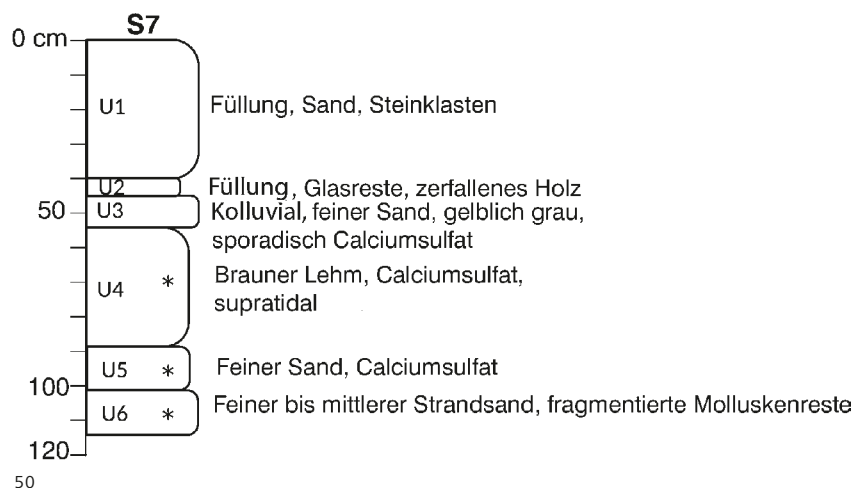 S7
0 cm
U1 Füllung, Sand, Steinklasten
U2 Füllung, Glasreste, zerfallenes Holz
50 U3 Kolluvial, feiner Sand, gelblich grau,
sporadisch Calciumsulfat
U4 * Brauner Lehm, Calciumsulfat,
supratidal
U5 * Feiner Sand, Calciumsulfat
100
U6 * Feiner bis mittlerer Strandsand, fragmentierte Molluskenreste
120
50